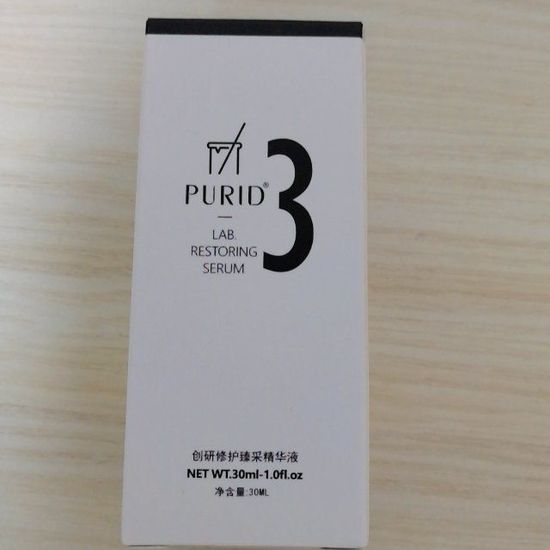 PURID®
3
LAB.
RESTORING
SERUM
创研修护臻采精华液
NET WT.30ml-1.0fl.oz
净含量:30ML